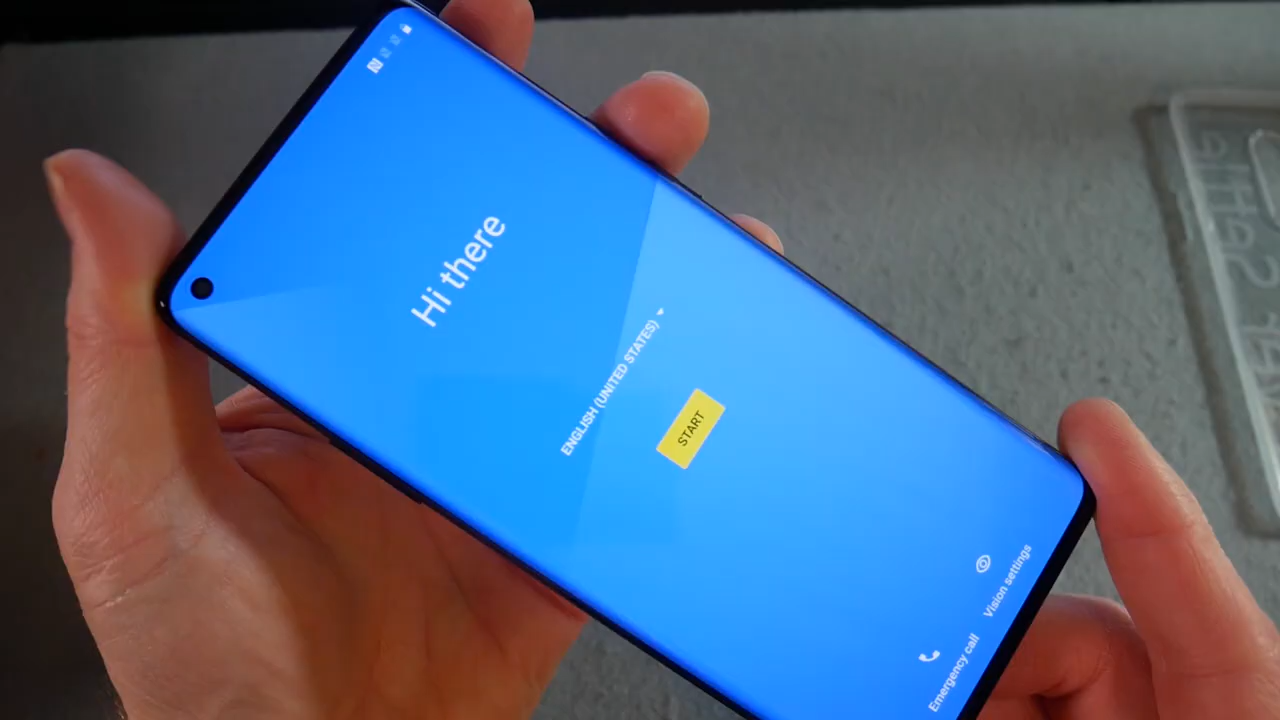 Hi there
ENGLISH (UNITED STATES)
START
Vision settings
Emergency call